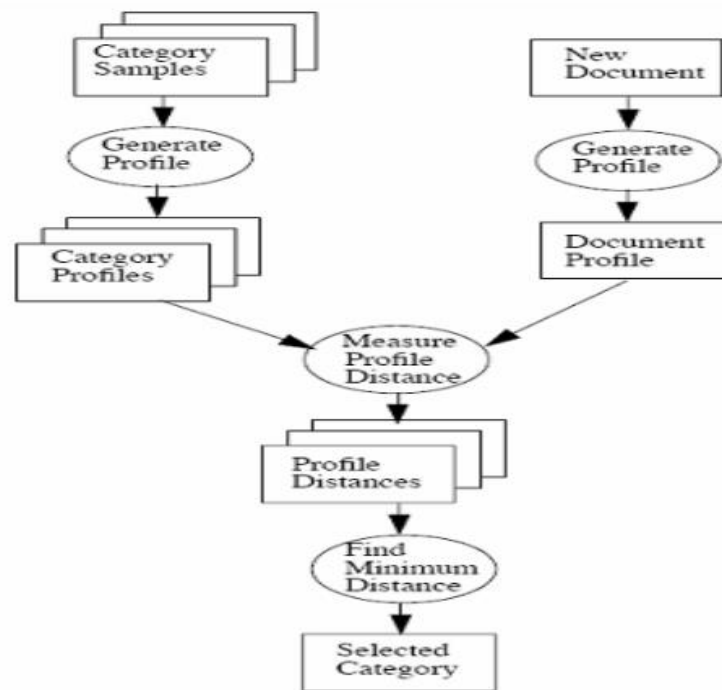 Category
Samples
New
Document
Generate
Profile
Generate
Profile
Category
Profiles
Document
Profile
Measure
Profile
Distance
Profile
Distances
Find
Minimum
Distance
Selected
Category